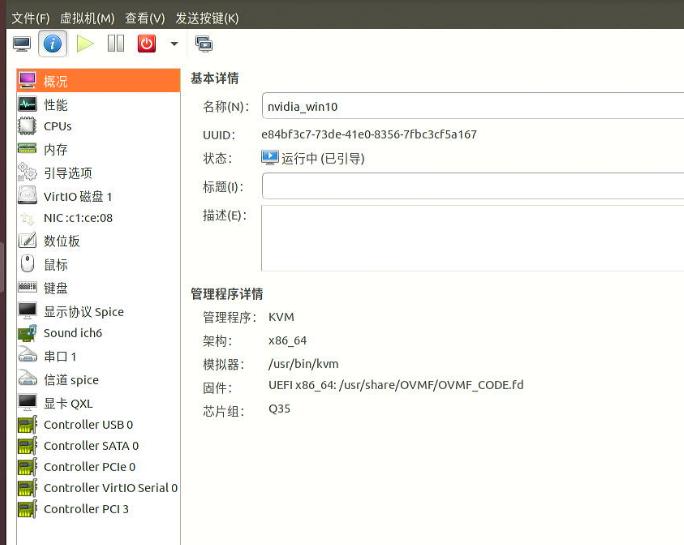 文件(F) 虚拟机(M) 查看(V) 发送按键(K)
概况
性能
CPUs
内存
引导选项
VirtIO 磁盘 1
NIC :c1:ce:08
数位板
鼠标
键盘
显示协议 Spice
Sound ich6
串口 1
信道 spice
显卡 QXL
Controller USB 0
Controller SATA 0
Controller PCIe 0
Controller VirtIO Serial 0
Controller PCI 3
基本详情
名称(N): nvidia_win10
UUID: e84bf3c7-73de-41e0-8356-7fbc3cf5a167
状态: 运行中 (已引导)
标题(I):
描述(E):
管理程序详情
管理程序: KVM
架构: x86_64
模拟器: /usr/bin/kvm
固件: UEFI x86_64: /usr/share/OVMF/OVMF_CODE.fd
芯片组: Q35